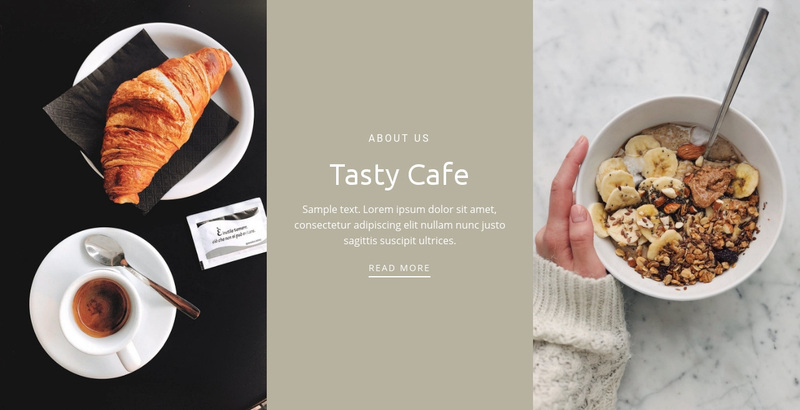 ABOUT US
Tasty Cafe
Sample text. Lorem ipsum dolor sit amet,
consectetur adipiscing elit nullam nunc justo
sagittis suscipit ultrices.
READ MORE